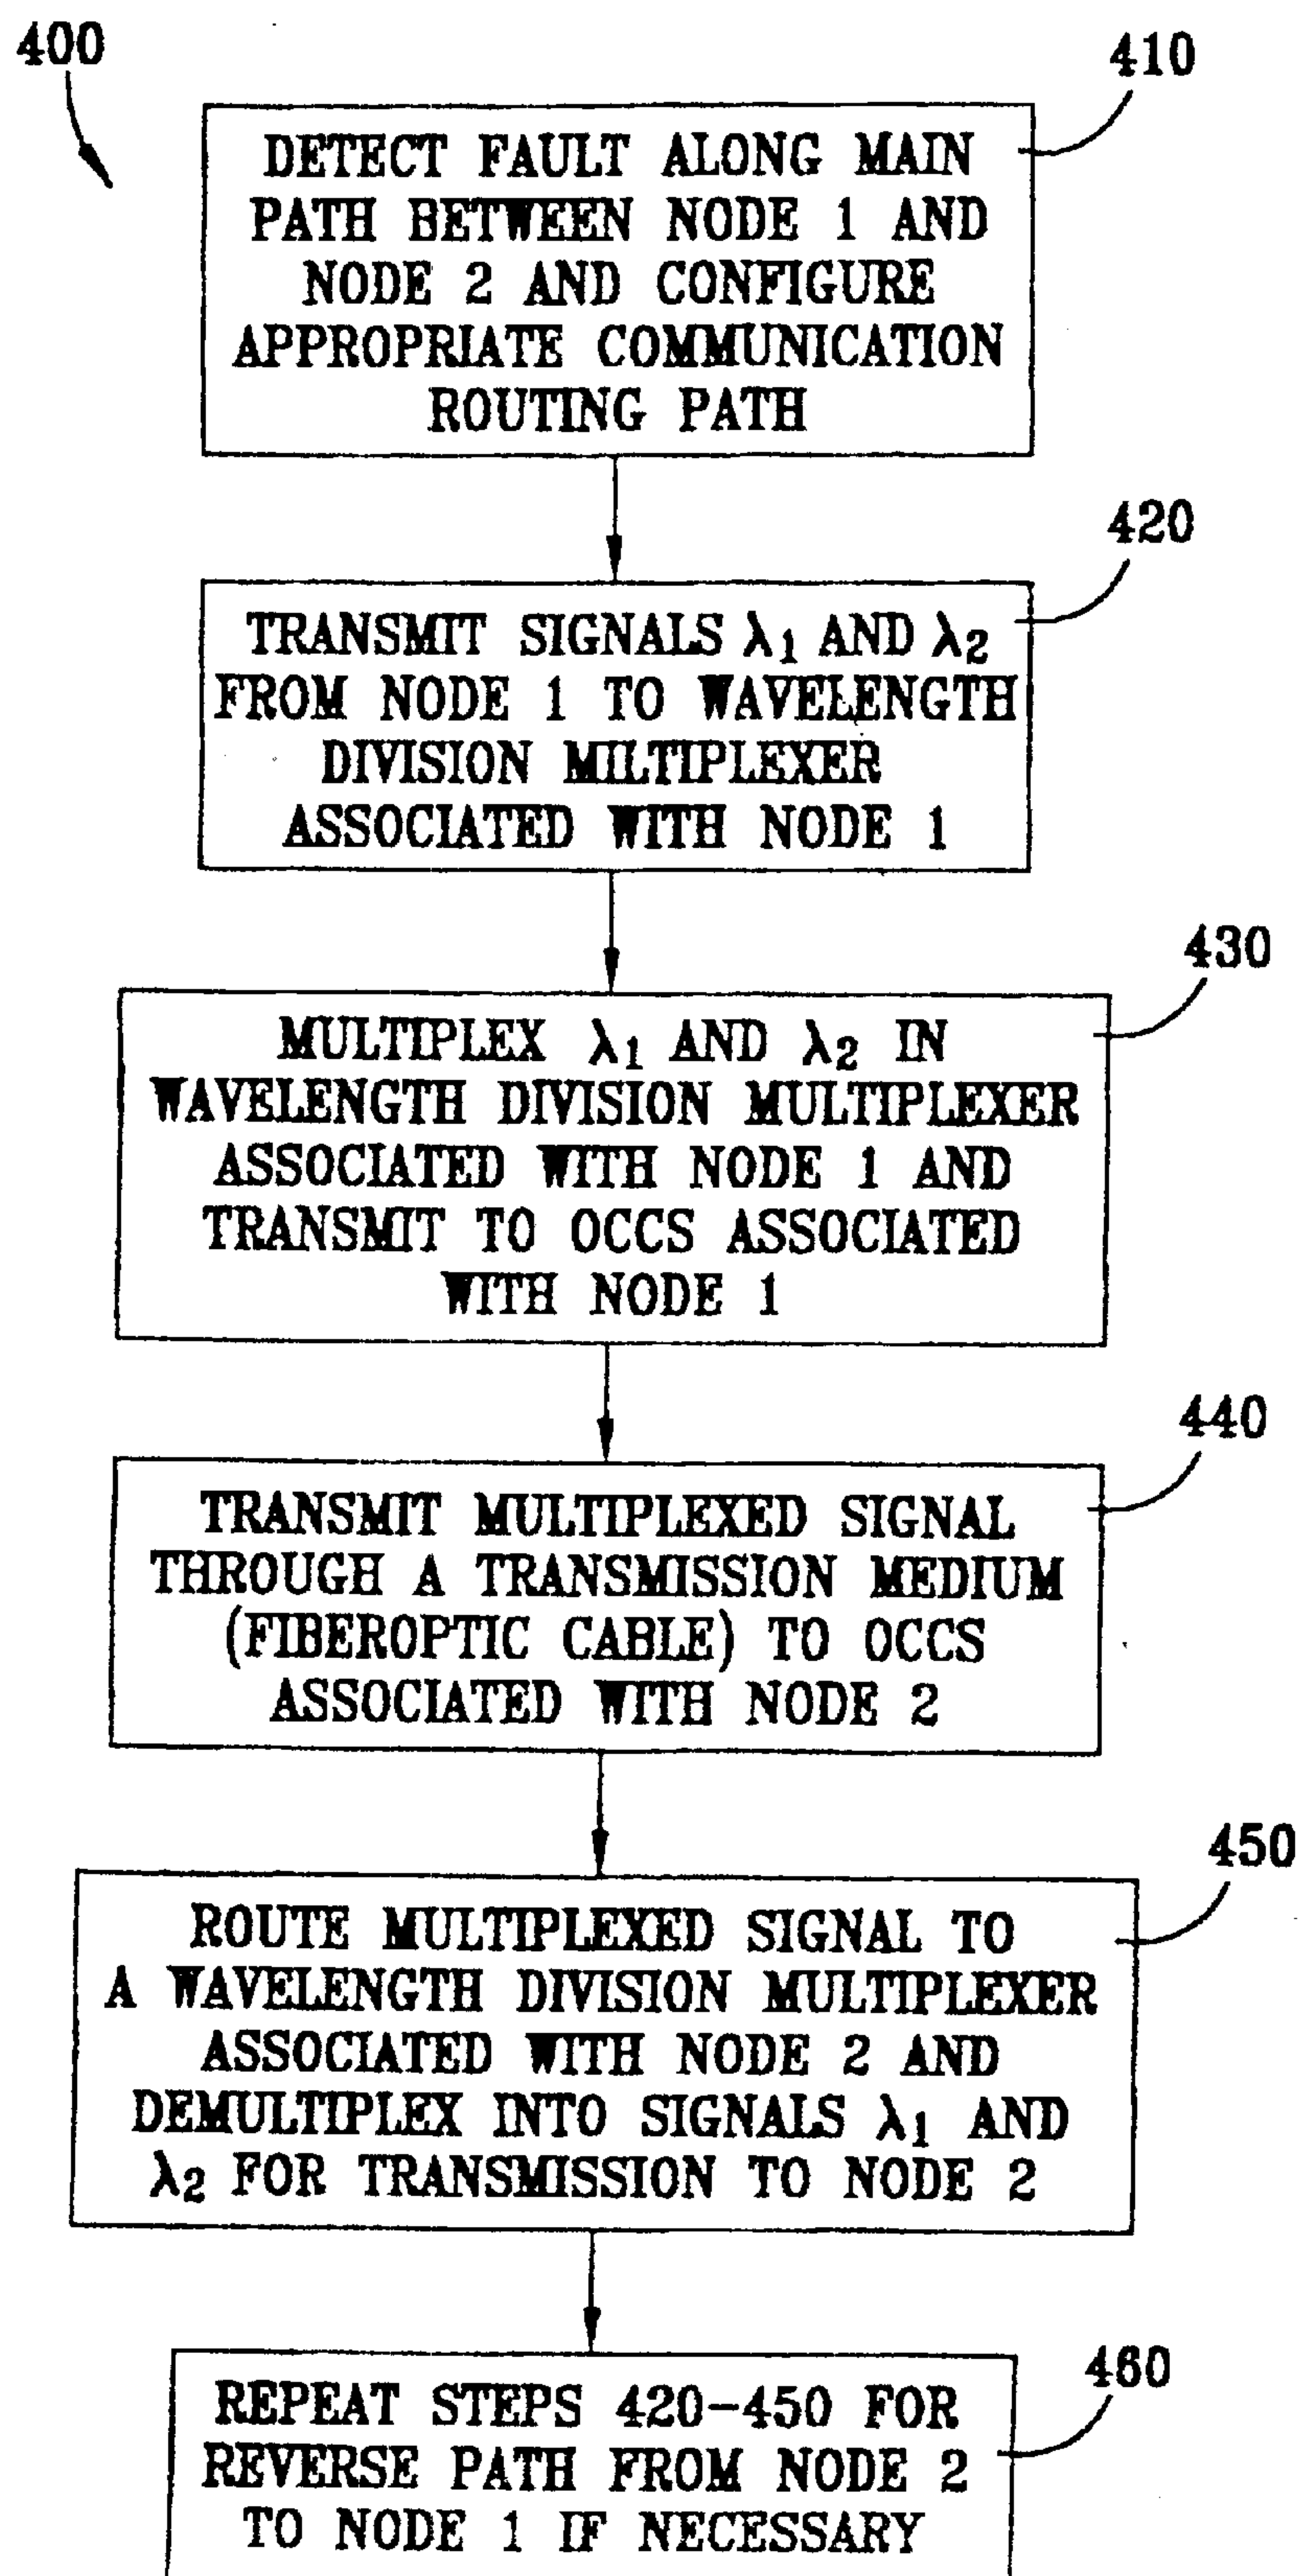 400
410
DETECT FAULT ALONG MAIN
PATH BETWEEN NODE 1 AND
NODE 2 AND CONFIGURE
APPROPRIATE COMMUNICATION
ROUTING PATH
420
TRANSMIT SIGNALS λ1 AND λ2
FROM NODE 1 TO WAVELENGTH
DIVISION MILTIPLEXER
ASSOCIATED WITH NODE 1
430
MULTIPLEX λ1 AND λ2 IN
WAVELENGTH DIVISION MULTIPLEXER
ASSOCIATED WITH NODE 1 AND
TRANSMIT TO OCCS ASSOCIATED
WITH NODE 1
440
TRANSMIT MULTIPLEXED SIGNAL
THROUGH A TRANSMISSION MEDIUM
(FIBEROPTIC CABLE) TO OCCS
ASSOCIATED WITH NODE 2
450
ROUTE MULTIPLEXED SIGNAL TO
A WAVELENGTH DIVISION MULTIPLEXER
ASSOCIATED WITH NODE 2 AND
DEMULTIPLEX INTO SIGNALS λ1 AND
λ2 FOR TRANSMISSION TO NODE 2
460
REPEAT STEPS 420-450 FOR
REVERSE PATH FROM NODE 2
TO NODE 1 IF NECESSARY